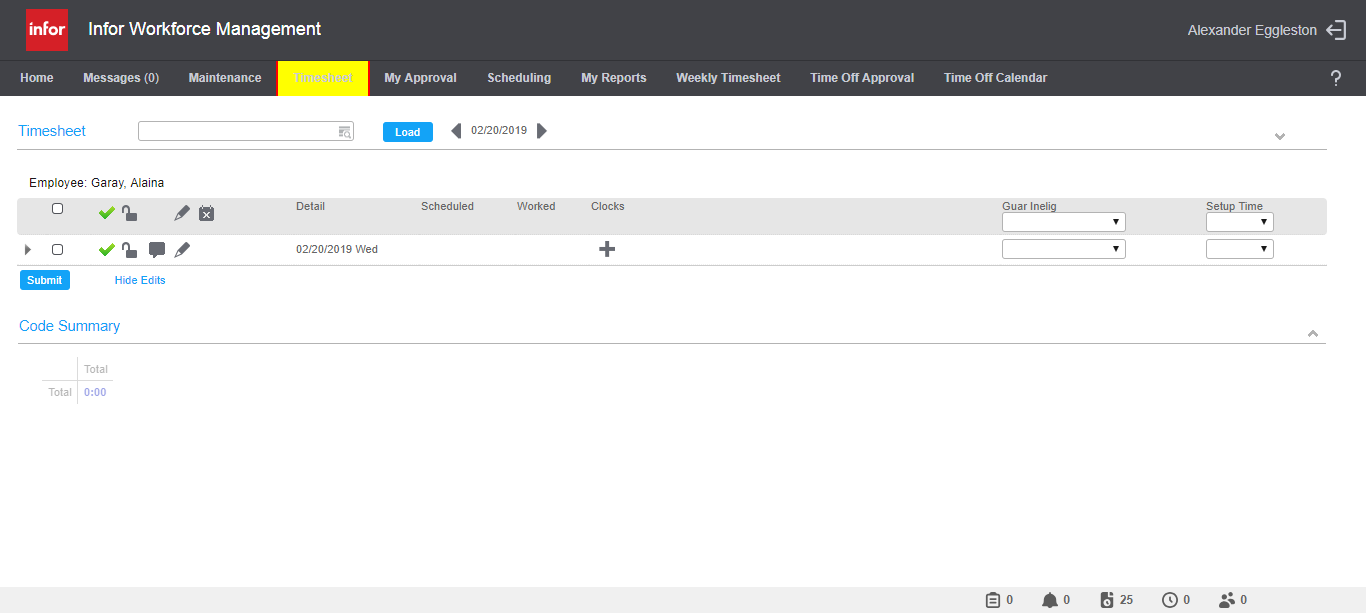 infor Infor Workforce Management Alexander Eggleston
Home Messages (0) Maintenance Timesheet My Approval Scheduling My Reports Weekly Timesheet Time Off Approval Time Off Calendar ?
Timesheet Load 02/20/2019
Employee: Garay, Alaina
Detail Scheduled Worked Clocks Guar Inelig Setup Time
02/20/2019 Wed
Submit Hide Edits
Code Summary
Total
Total 0:00
0 0 25 0 0